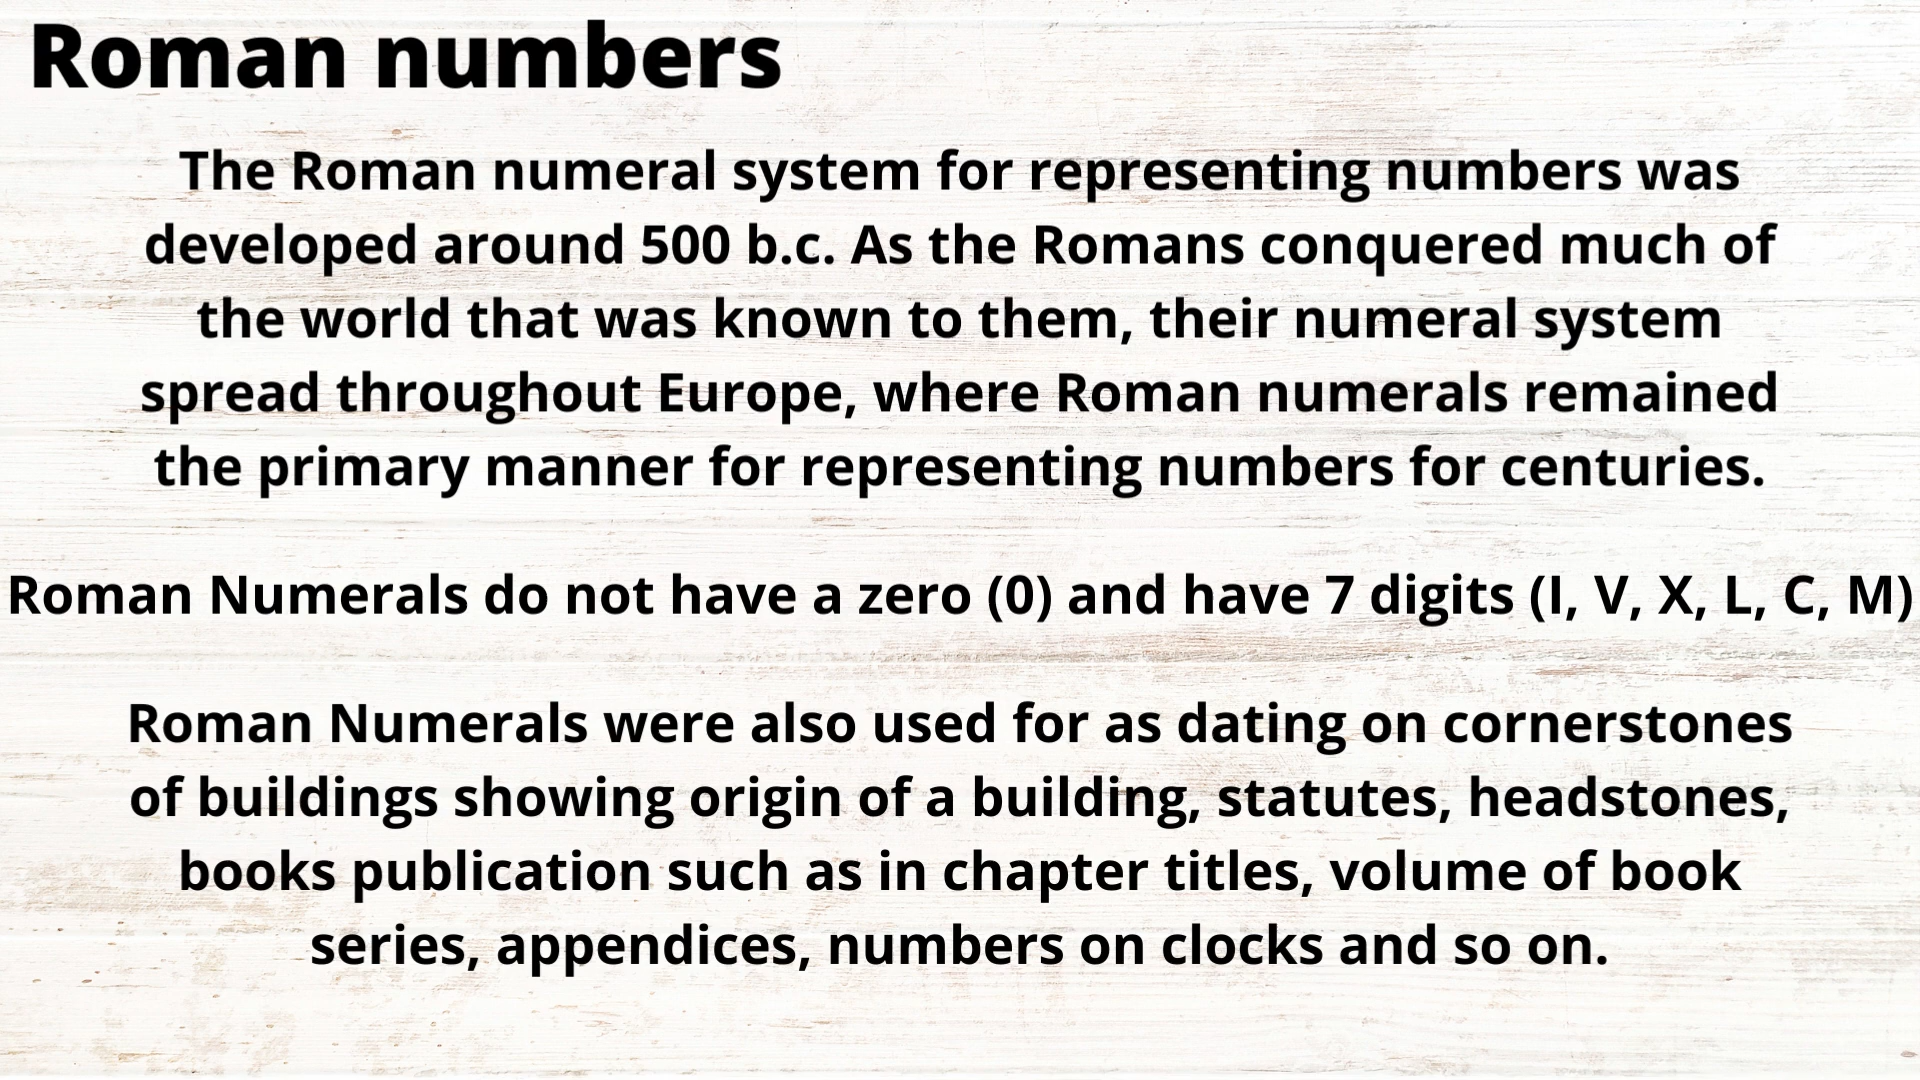 Roman numbers
The Roman numeral system for representing numbers was
developed around 500 b.c. As the Romans conquered much of
the world that was known to them, their numeral system
spread throughout Europe, where Roman numerals remained
the primary manner for representing numbers for centuries.
Roman Numerals do not have a zero (0) and have 7 digits (I, V, X, L, C, M)
Roman Numerals were also used for as dating on cornerstones
of buildings showing origin of a building, statutes, headstones,
books publication such as in chapter titles, volume of book
series, appendices, numbers on clocks and so on.